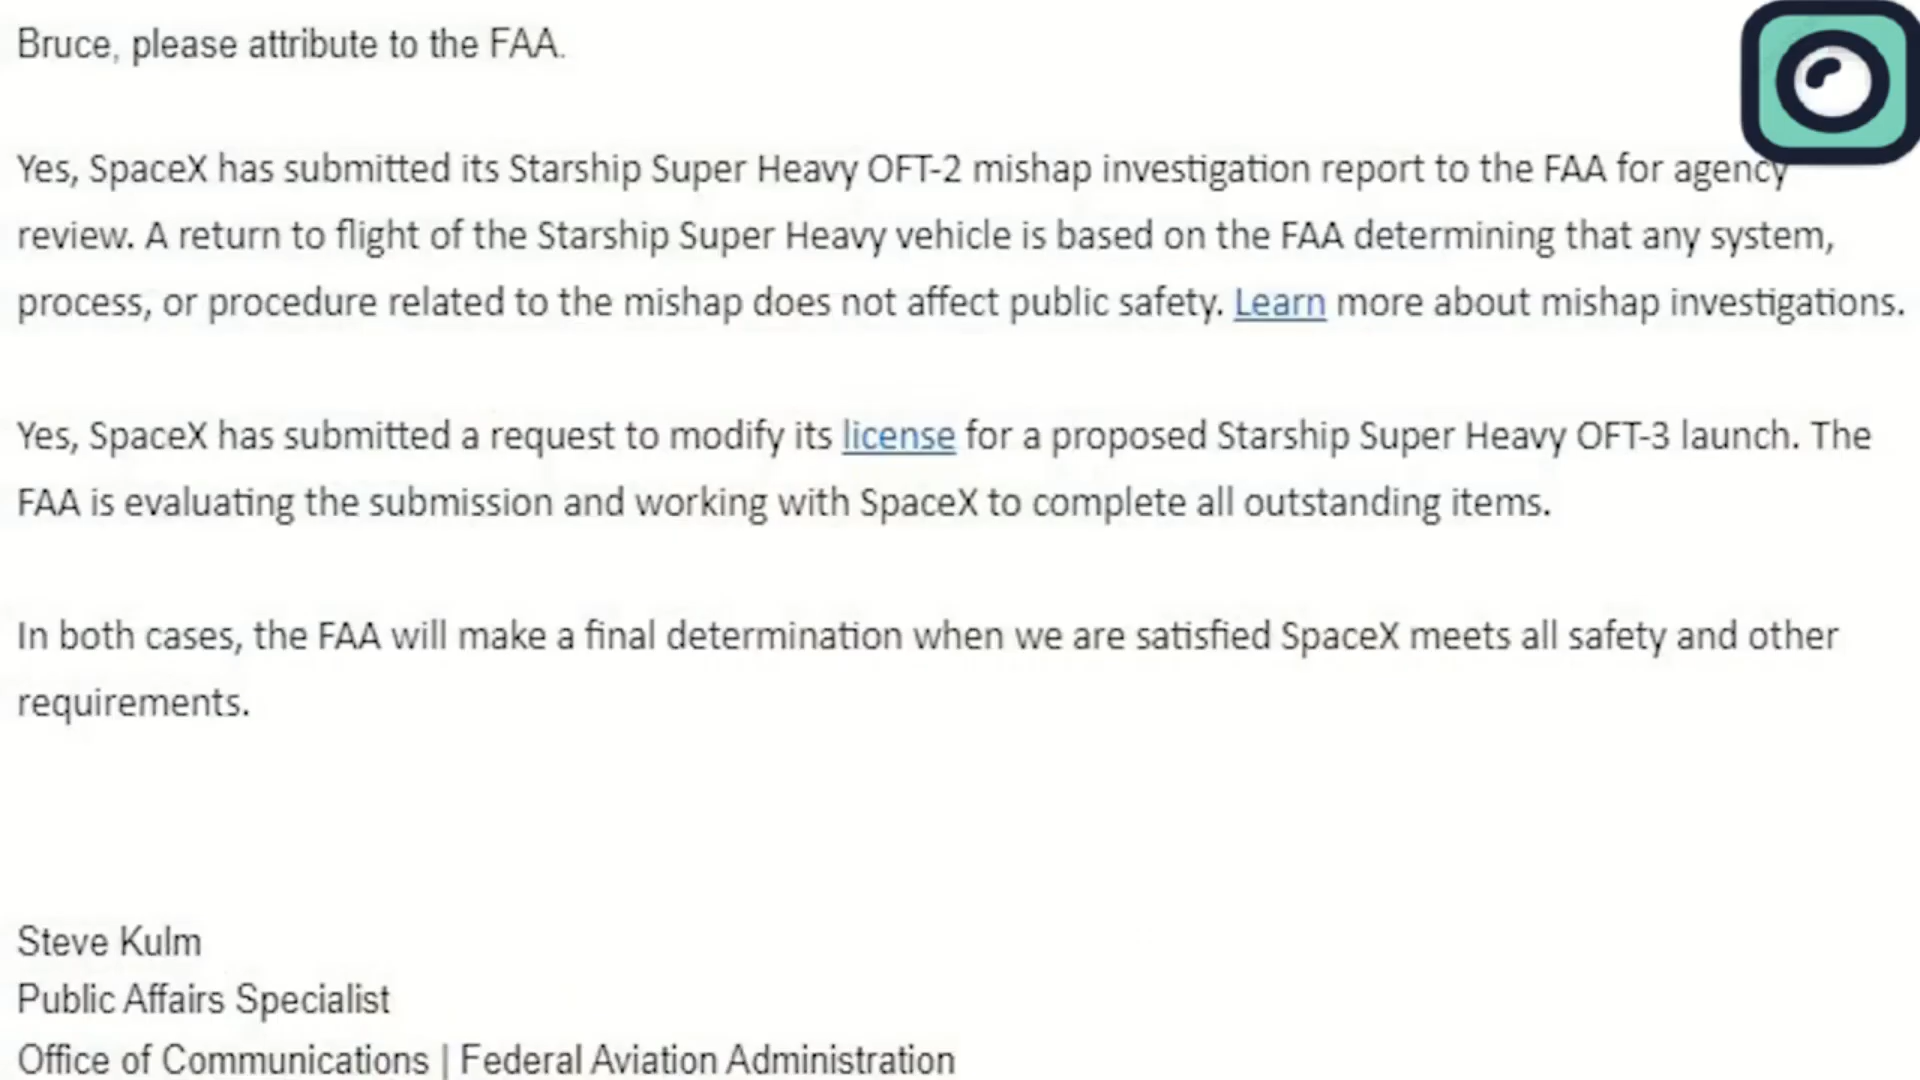 Bruce, please attribute to the FAA.
Yes, SpaceX has submitted its Starship Super Heavy OFT-2 mishap investigation report to the FAA for agency
review. A return to flight of the Starship Super Heavy vehicle is based on the FAA determining that any system,
process, or procedure related to the mishap does not affect public safety. Learn more about mishap investigations.
Yes, SpaceX has submitted a request to modify its license for a proposed Starship Super Heavy OFT-3 launch. The
FAA is evaluating the submission and working with SpaceX to complete all outstanding items.
In both cases, the FAA will make a final determination when we are satisfied SpaceX meets all safety and other
requirements.
Steve Kulm
Public Affairs Specialist
Office of Communications | Federal Aviation Administration